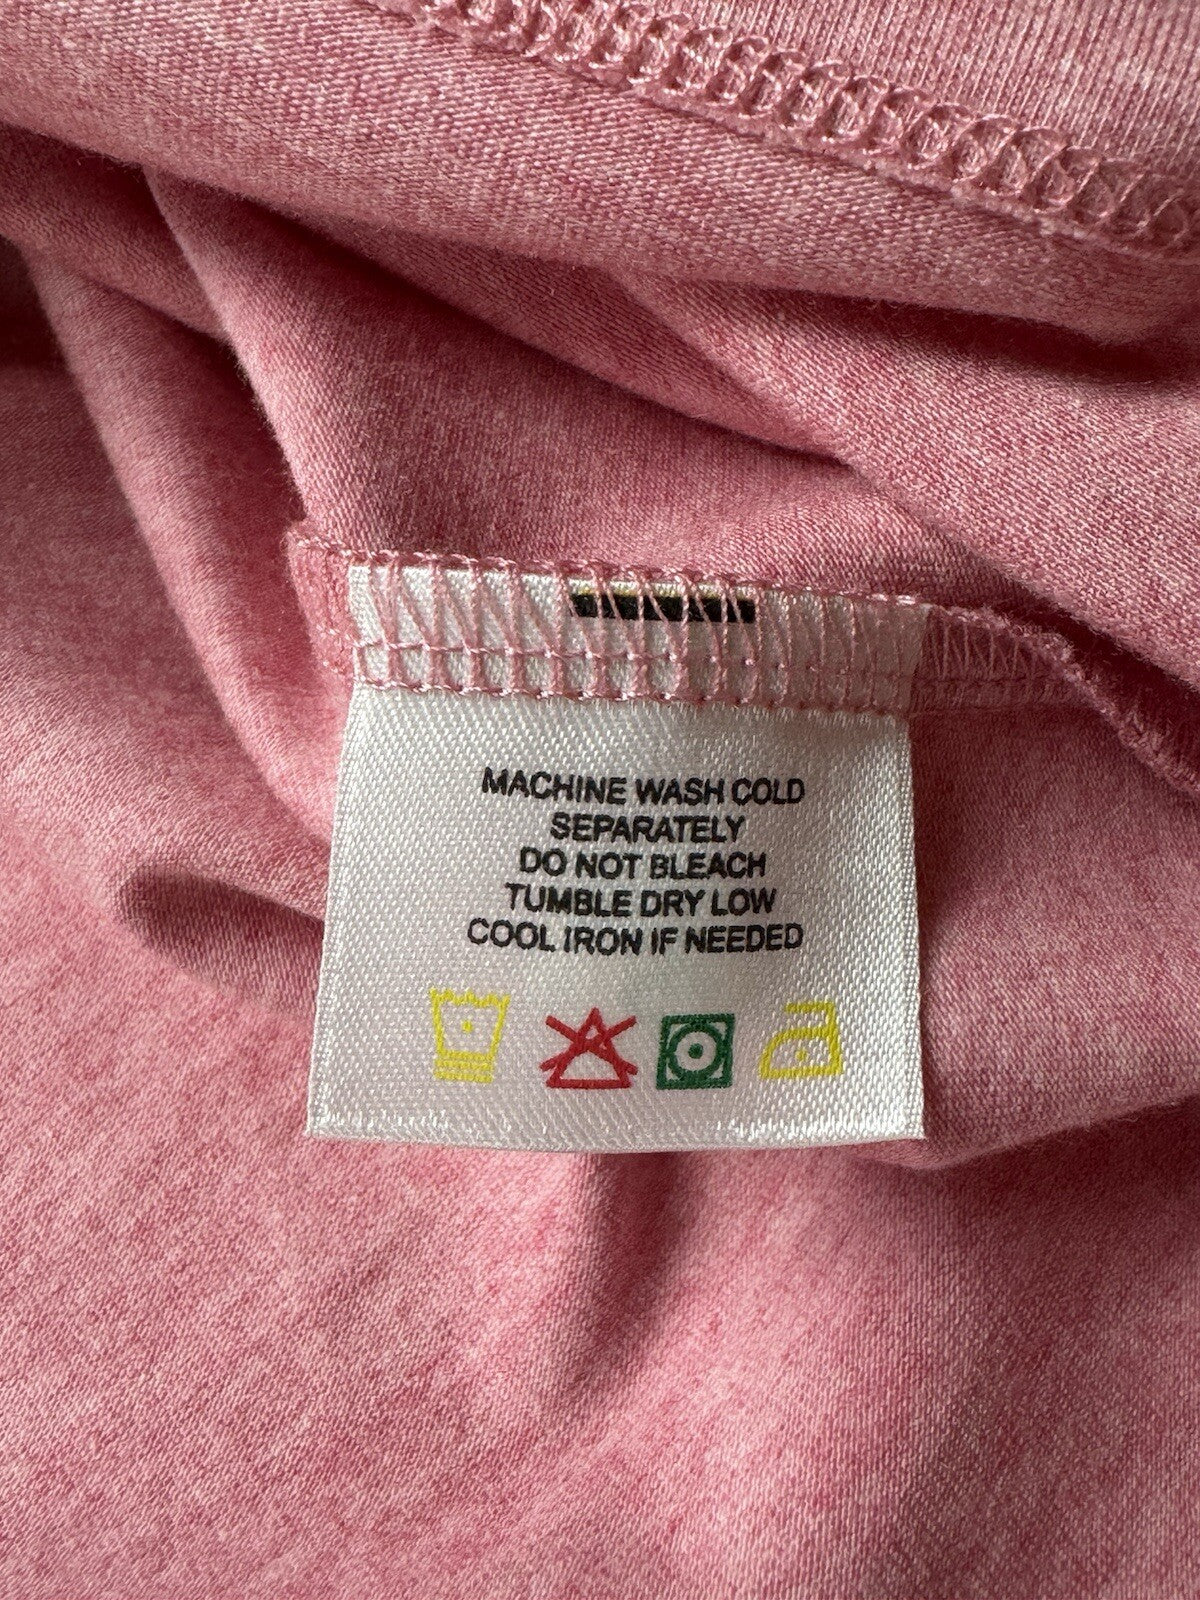 MACHINE WASH COLD
SEPARATELY
DO NOT BLEACH
TUMBLE DRY LOW
COOL IRON IF NEEDED